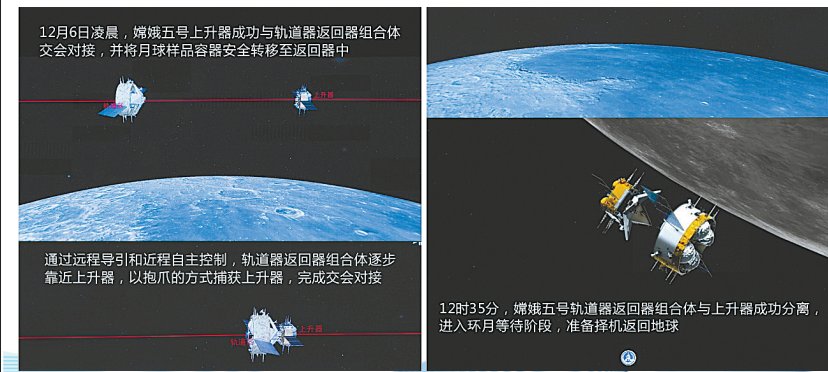 12月6日凌晨，嫦娥五号上升器成功与轨道器返回器组合体
交会对接，并将月球样品容器安全转移至返回器中
上升器
通过远程导引和近程自主控制，轨道器返回器组合体逐步
靠近上升器，以抱爪的方式捕获上升器，完成交会对接
上升器
12时35分，嫦娥五号轨道器返回器组合体与上升器成功分离，
进入环月等待阶段，准备择机返回地球